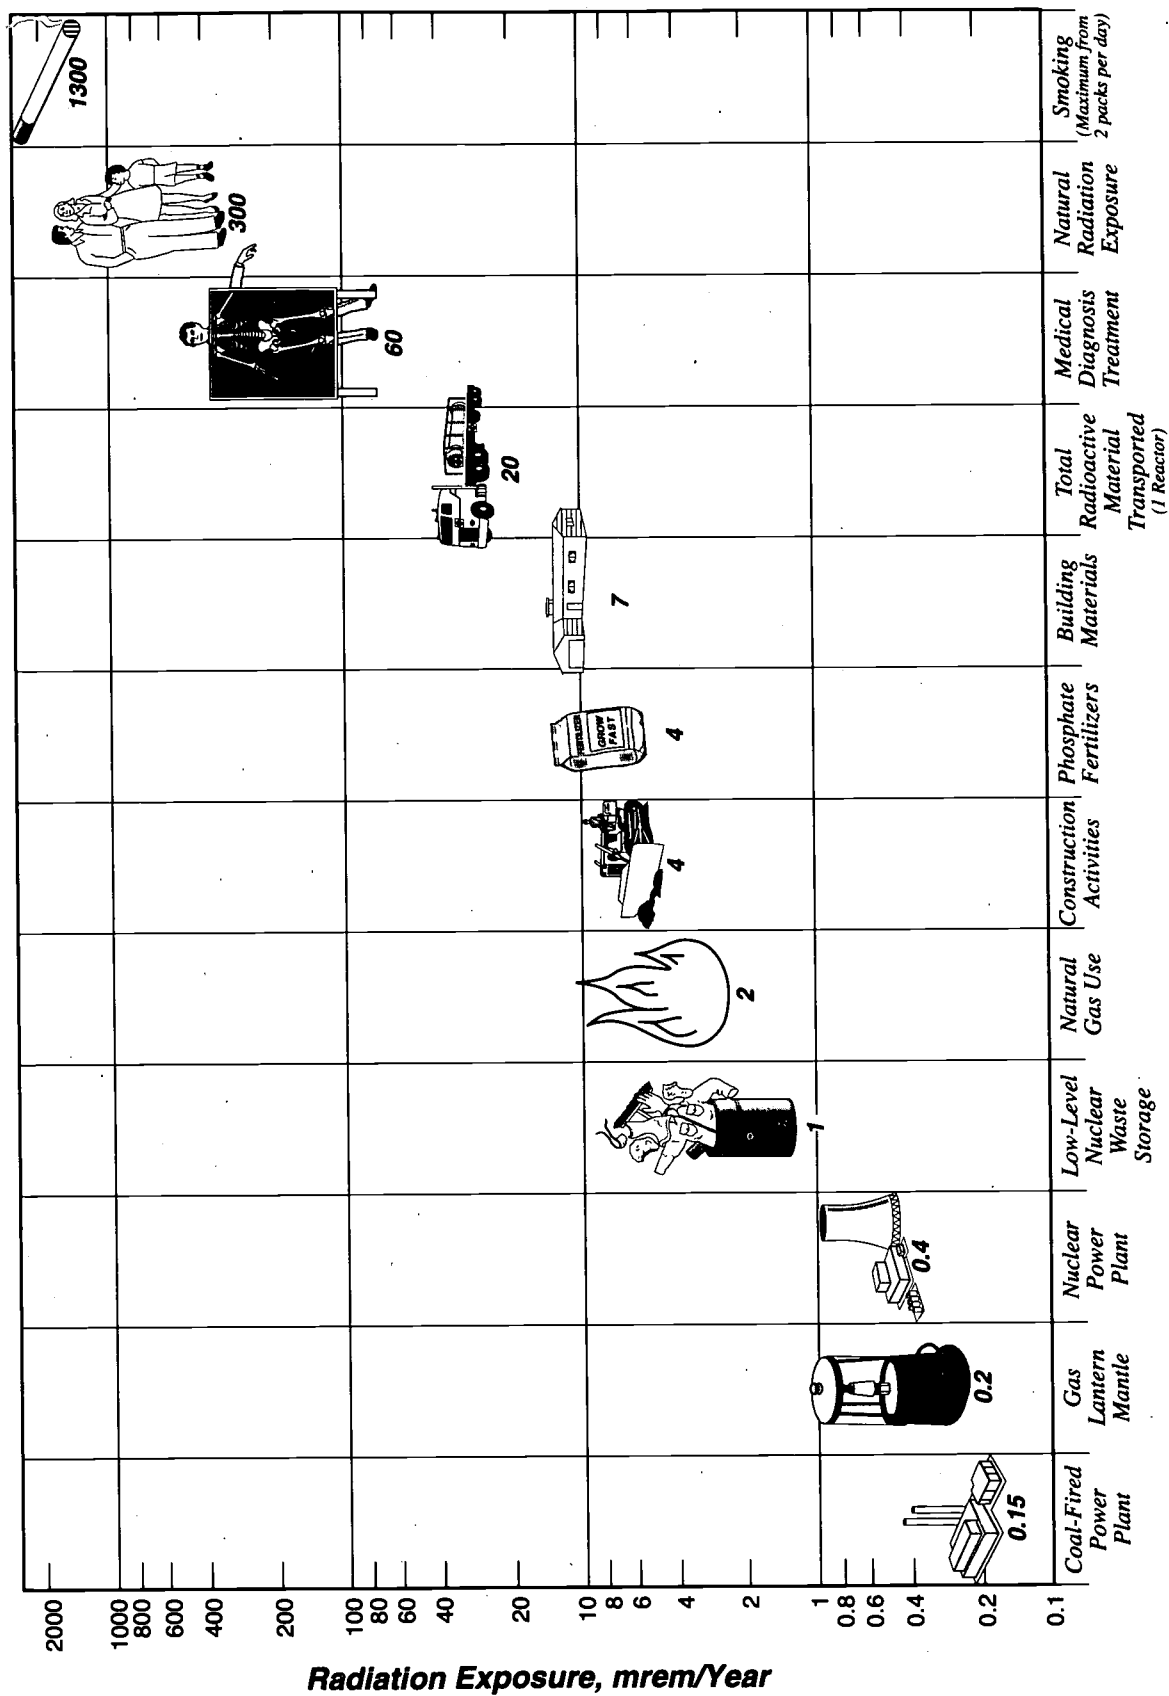 Radiation Exposure, mrem/Year
2000
1000
800
400
200
100
80
60
40
20
10
8
6
4
2
1
0.8
0.6
0.4
0.2
0.1
0.15
0.2
0.4
1
2
4
4
7
20
60
300
1300
FERTILIZER
GROW
FAST
Coal-Fired
Power
Plant
Gas
Lantern
Mantle
Nuclear
Power
Plant
Low-Level
Nuclear
Waste
Storage
Natural
Gas Use
Construction
Activities
Phosphate
Fertilizers
Building
Materials
Total
Radioactive
Material
Transported
(1 Reactor)
Medical
Diagnosis
Treatment
Natural
Radiation
Exposure
Smoking
(Maximum from
2 packs per day)